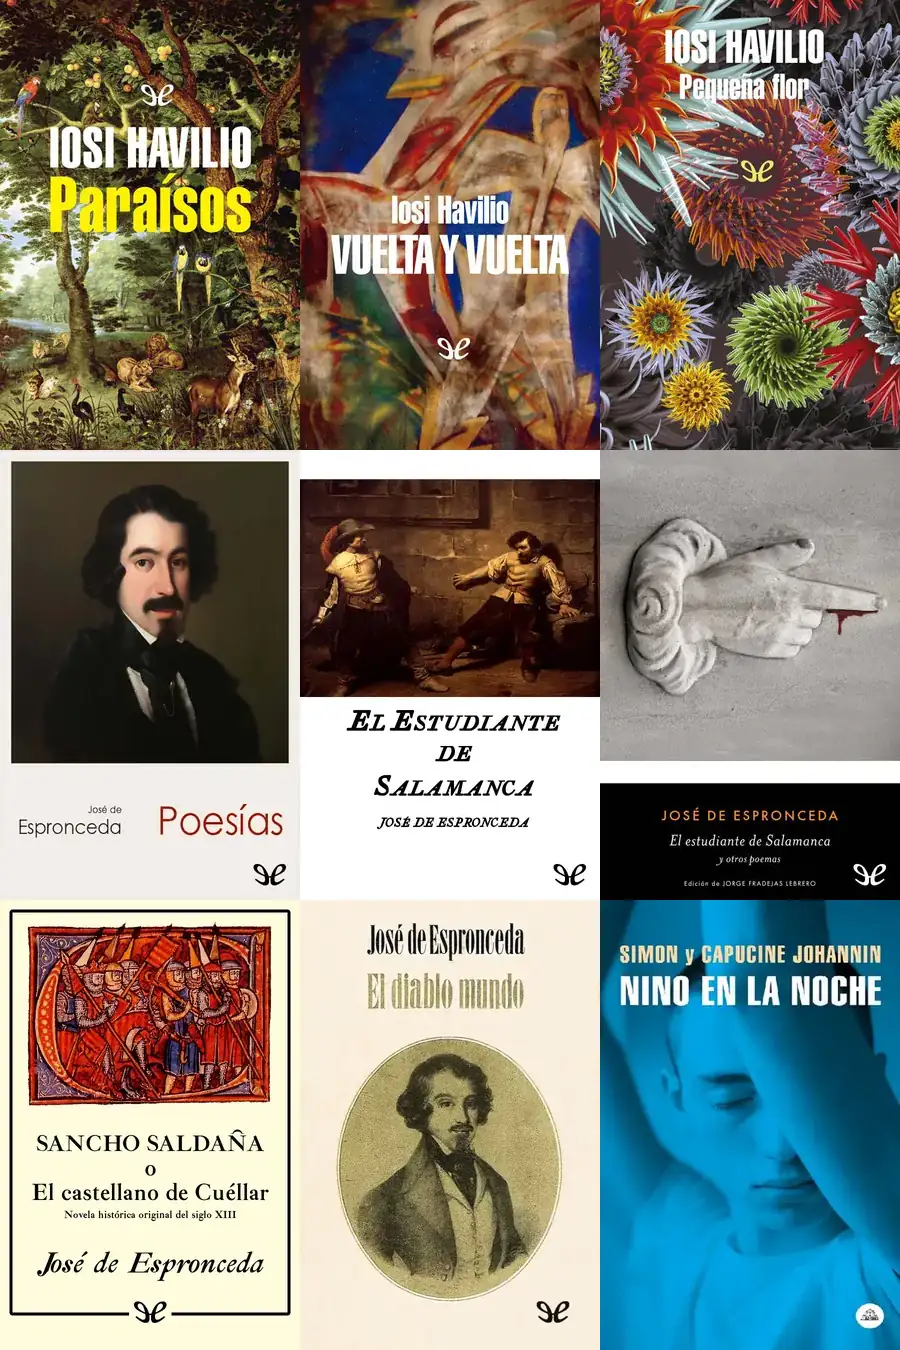 IOSI HAVILIO
Paraísos
Iosi Havilio
VUELTA Y VUELTA
IOSI HAVILIO
Pequeña flor
José de
Espronceda
Poesías
EL ESTUDIANTE
DE
SALAMANCA
JOSÉ DE ESPRONCEDA
JOSÉ DE ESPRONCEDA
El estudiante de Salamanca
y otros poemas
Edición de JORGE FRADEJAS LEBRERO
SANCHO SALDAÑA
o
El castellano de Cuéllar
Novela histórica original del siglo XIII
José de Espronceda
José de Espronceda
El diablo mundo
SIMON y CAPUCINE JOHANNIN
NINO EN LA NOCHE